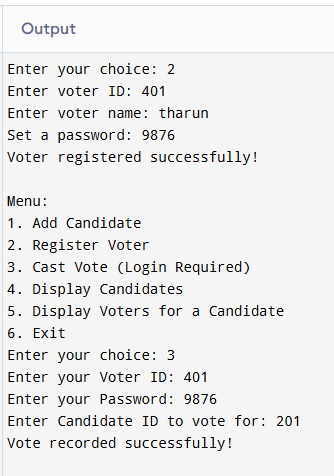 Output
Enter your choice: 2
Enter voter ID: 401
Enter voter name: tharun
Set a password: 9876
Voter registered successfully!
Menu:
1. Add Candidate
2. Register Voter
3. Cast Vote (Login Required)
4. Display Candidates
5. Display Voters for a Candidate
6. Exit
Enter your choice: 3
Enter your Voter ID: 401
Enter your Password: 9876
Enter Candidate ID to vote for: 201
Vote recorded successfully!